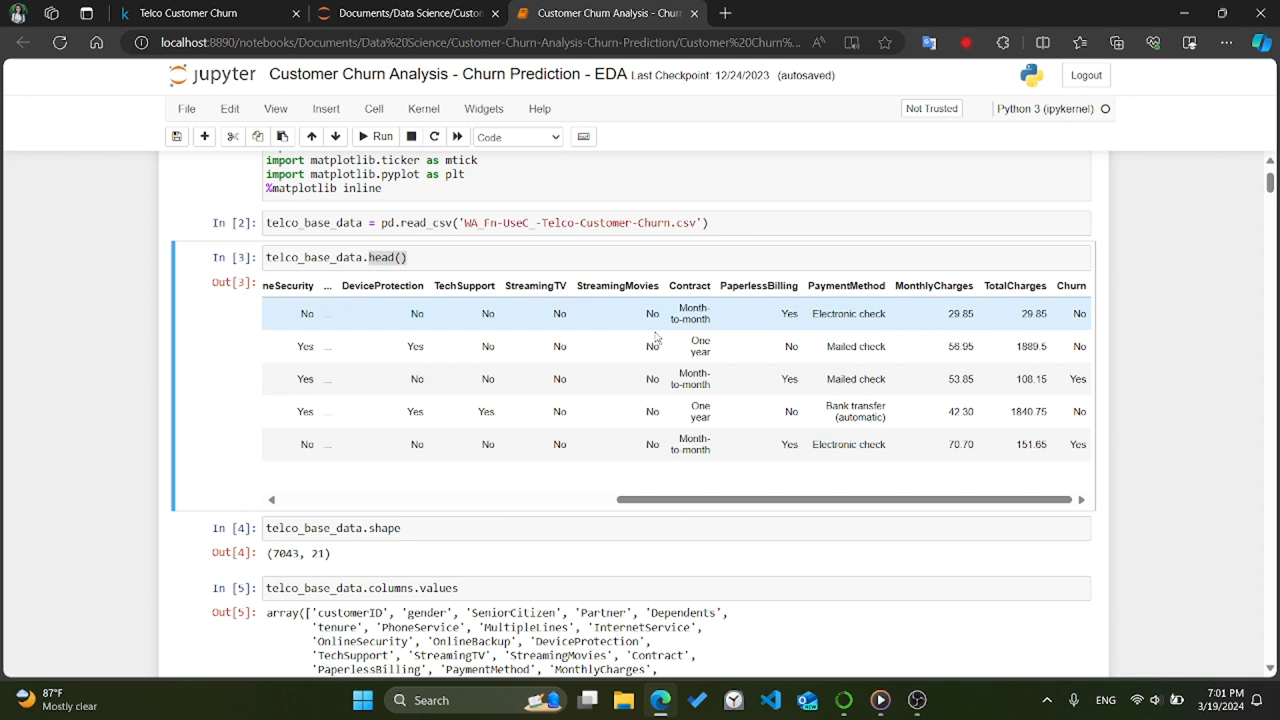 Telco Customer Churn
Documents/Data Science/Custom
Customer Churn Analysis - Churn
localhost:8890/notebooks/Documents/Data%20Science/Customer-Churn-Analysis-Churn-Prediction/Customer%20Churn%...
jupyter Customer Churn Analysis - Churn Prediction - EDA Last Checkpoint: 12/24/2023 (autosaved)
Logout
File Edit View Insert Cell Kernel Widgets Help
Not Trusted
Python 3 (ipykernel)
Run
Code
import matplotlib.ticker as mtick
import matplotlib.pyplot as plt
%matplotlib inline
In [2]: telco_base_data = pd.read_csv('WA_Fn-UseC_-Telco-Customer-Churn.csv')
In [3]: telco_base_data.head()
Out[3]:
neSecurity ... DeviceProtection TechSupport StreamingTV StreamingMovies Contract PaperlessBilling PaymentMethod MonthlyCharges TotalCharges Churn
No ... No No No No Month-to-month Yes Electronic check 29.85 29.85 No
Yes ... Yes No No No One year No Mailed check 56.95 1889.5 No
Yes ... No No No No Month-to-month Yes Mailed check 53.85 108.15 Yes
Yes ... Yes Yes No No One year No Bank transfer (automatic) 42.30 1840.75 No
No ... No No No No Month-to-month Yes Electronic check 70.70 151.65 Yes
In [4]: telco_base_data.shape
Out[4]: (7043, 21)
In [5]: telco_base_data.columns.values
Out[5]: array(['customerID', 'gender', 'SeniorCitizen', 'Partner', 'Dependents',
'tenure', 'PhoneService', 'MultipleLines', 'InternetService',
'OnlineSecurity', 'OnlineBackup', 'DeviceProtection',
'TechSupport', 'StreamingTV', 'StreamingMovies', 'Contract',
'PaperlessBilling', 'PaymentMethod', 'MonthlyCharges',
87°F
Mostly clear
Search
ENG
7:01 PM
3/19/2024